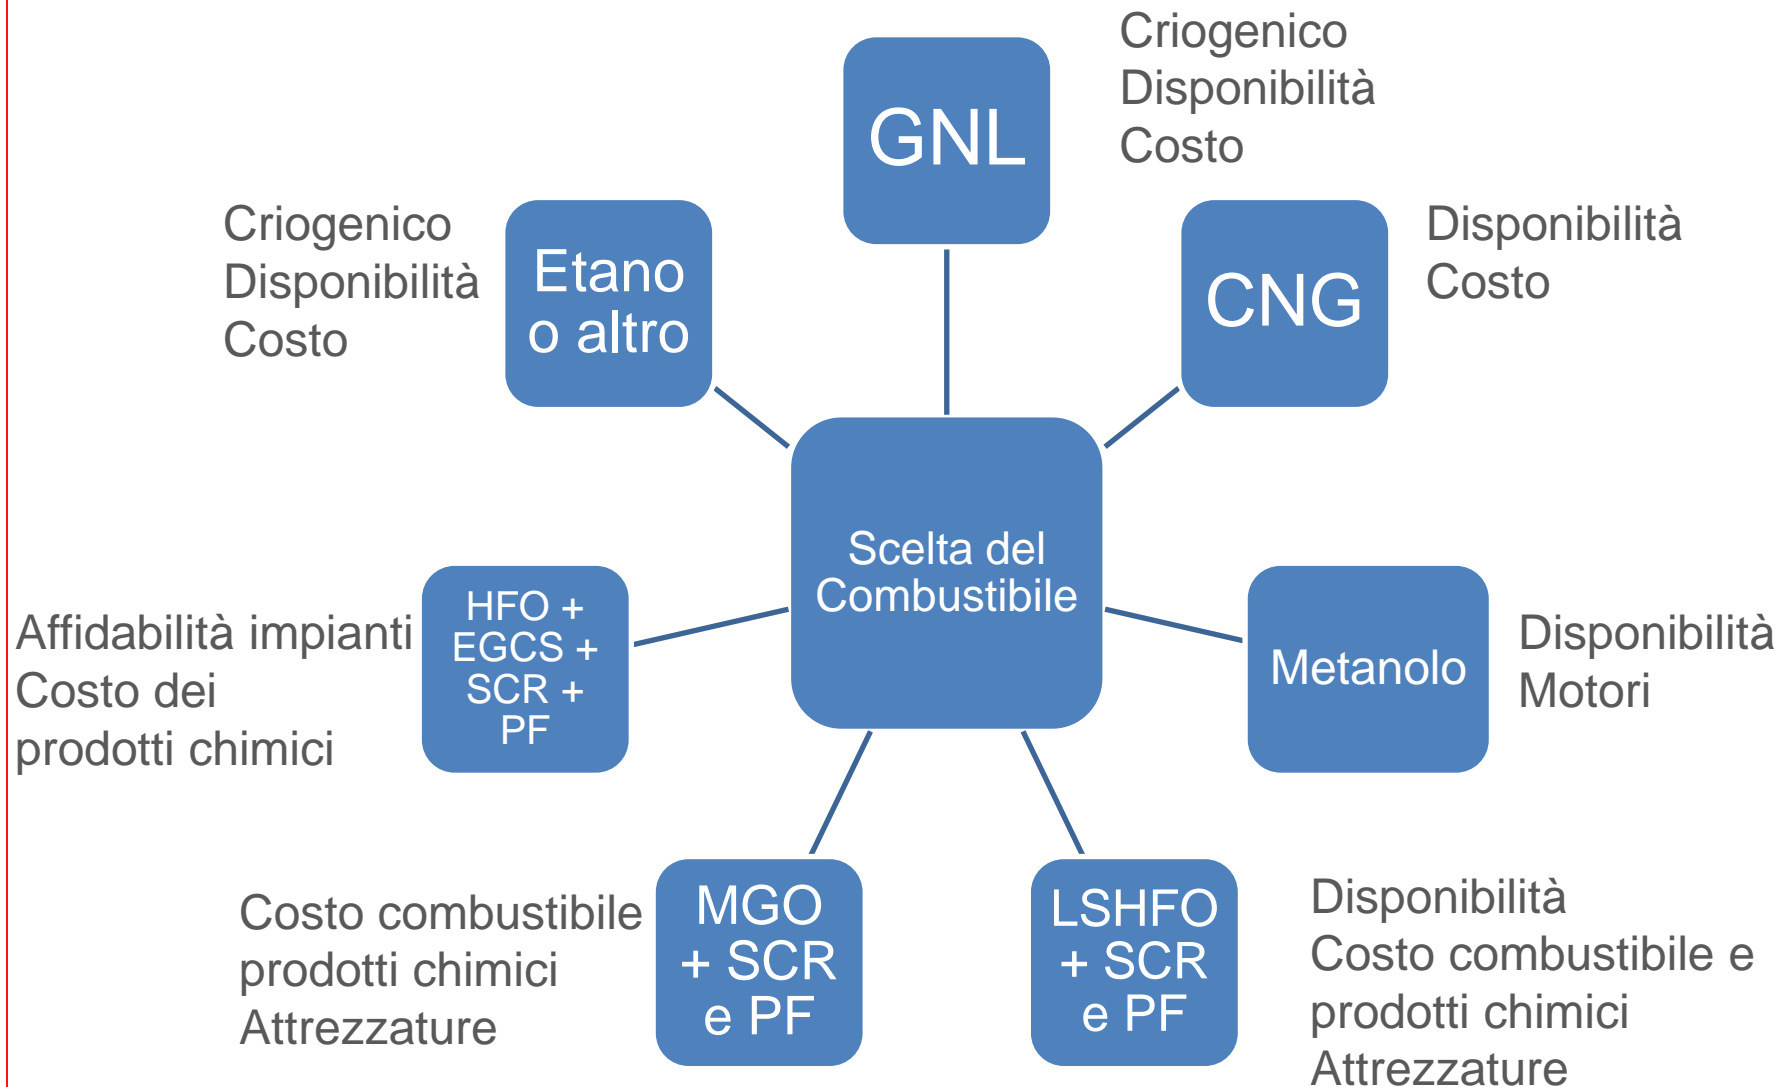 Criogenico
Disponibilità
Costo
GNL
Criogenico
Disponibilità
Costo
Etano
o altro
CNG
Disponibilità
Costo
Scelta del
Combustibile
Affidabilità impianti
Costo dei
prodotti chimici
HFO +
EGCS +
SCR +
PF
Metanolo
Disponibilità
Motori
Costo combustibile
prodotti chimici
Attrezzature
MGO
+ SCR
e PF
LSHFO
+ SCR
e PF
Disponibilità
Costo combustibile e
prodotti chimici
Attrezzature